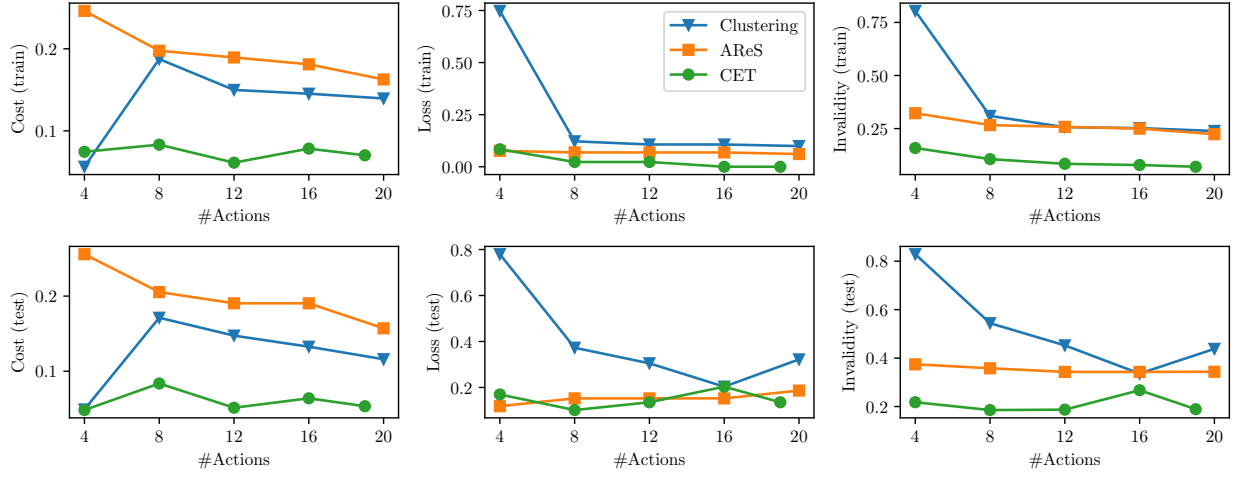 Cost (train)
0.2
0.1
4 8 12 16 20
#Actions
Loss (train)
0.75
0.50
0.25
0.00
4 8 12 16 20
#Actions
Clustering
AReS
CET
Invalidity (train)
0.75
0.50
0.25
4 8 12 16 20
#Actions
Cost (test)
0.2
0.1
4 8 12 16 20
#Actions
Loss (test)
0.8
0.6
0.4
0.2
4 8 12 16 20
#Actions
Invalidity (test)
0.8
0.6
0.4
0.2
4 8 12 16 20
#Actions